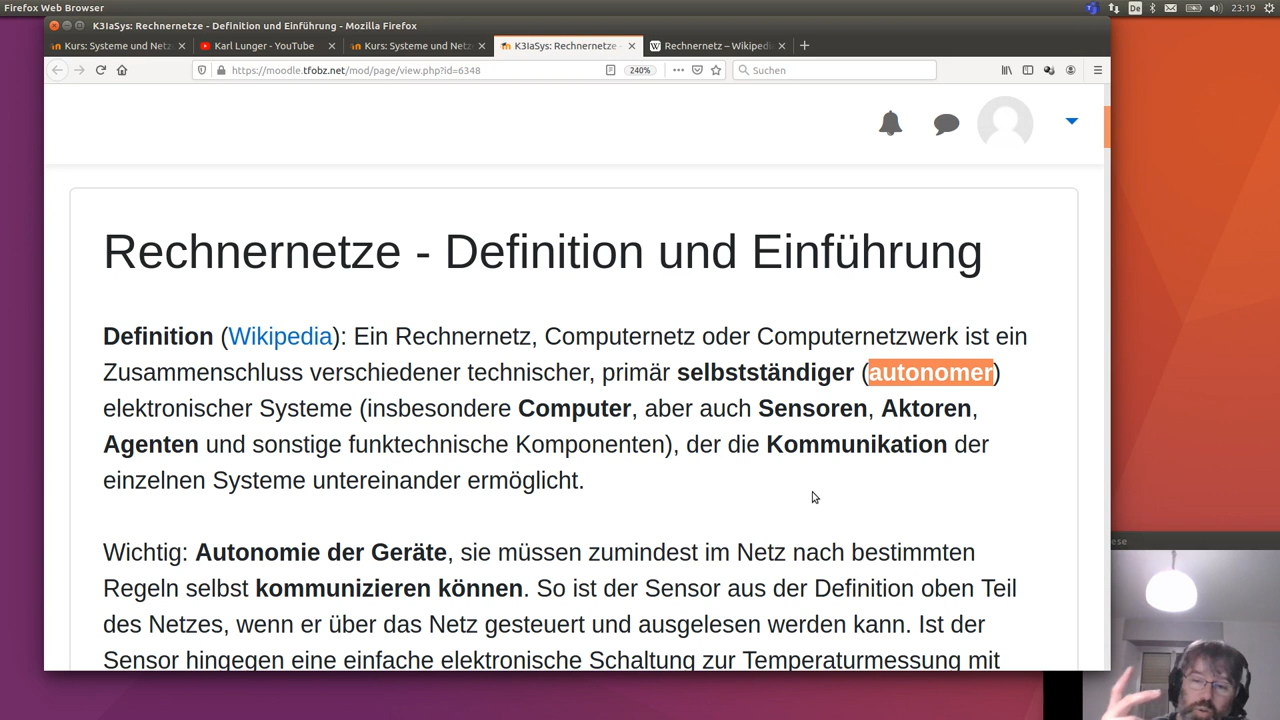 Firefox Web Browser
De
23:19
K3IaSys: Rechnernetze - Definition und Einführung - Mozilla Firefox
Kurs: Systeme und Netz
Karl Lunger - YouTube
Kurs: Systeme und Netz
K3IaSys: Rechnernetze -
W Rechnernetz – Wikipedia
https://moodle.tfobz.net/mod/page/view.php?id=6348
240%
Suchen
Rechnernetze - Definition und Einführung
Definition (Wikipedia): Ein Rechnernetz, Computernetz oder Computernetzwerk ist ein
Zusammenschluss verschiedener technischer, primär selbstständiger (autonomer)
elektronischer Systeme (insbesondere Computer, aber auch Sensoren, Aktoren,
Agenten und sonstige funktechnische Komponenten), der die Kommunikation der
einzelnen Systeme untereinander ermöglicht.
Wichtig: Autonomie der Geräte, sie müssen zumindest im Netz nach bestimmten
Regeln selbst kommunizieren können. So ist der Sensor aus der Definition oben Teil
des Netzes, wenn er über das Netz gesteuert und ausgelesen werden kann. Ist der
Sensor hingegen eine einfache elektronische Schaltung zur Temperaturmessung mit
ese